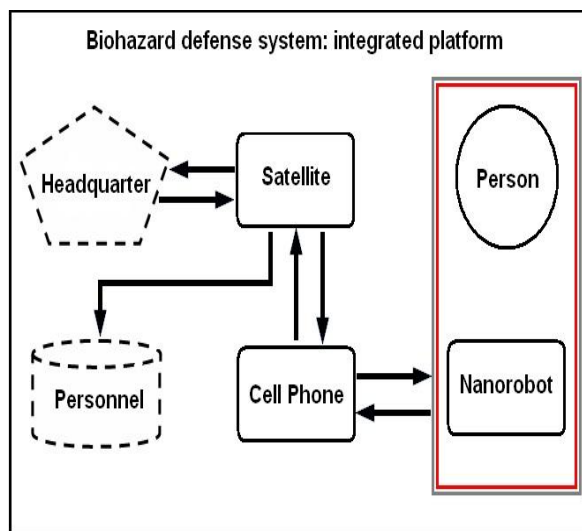 Biohazard defense system: integrated platform
Headquarter
Satellite
Person
Personnel
Cell Phone
Nanorobot